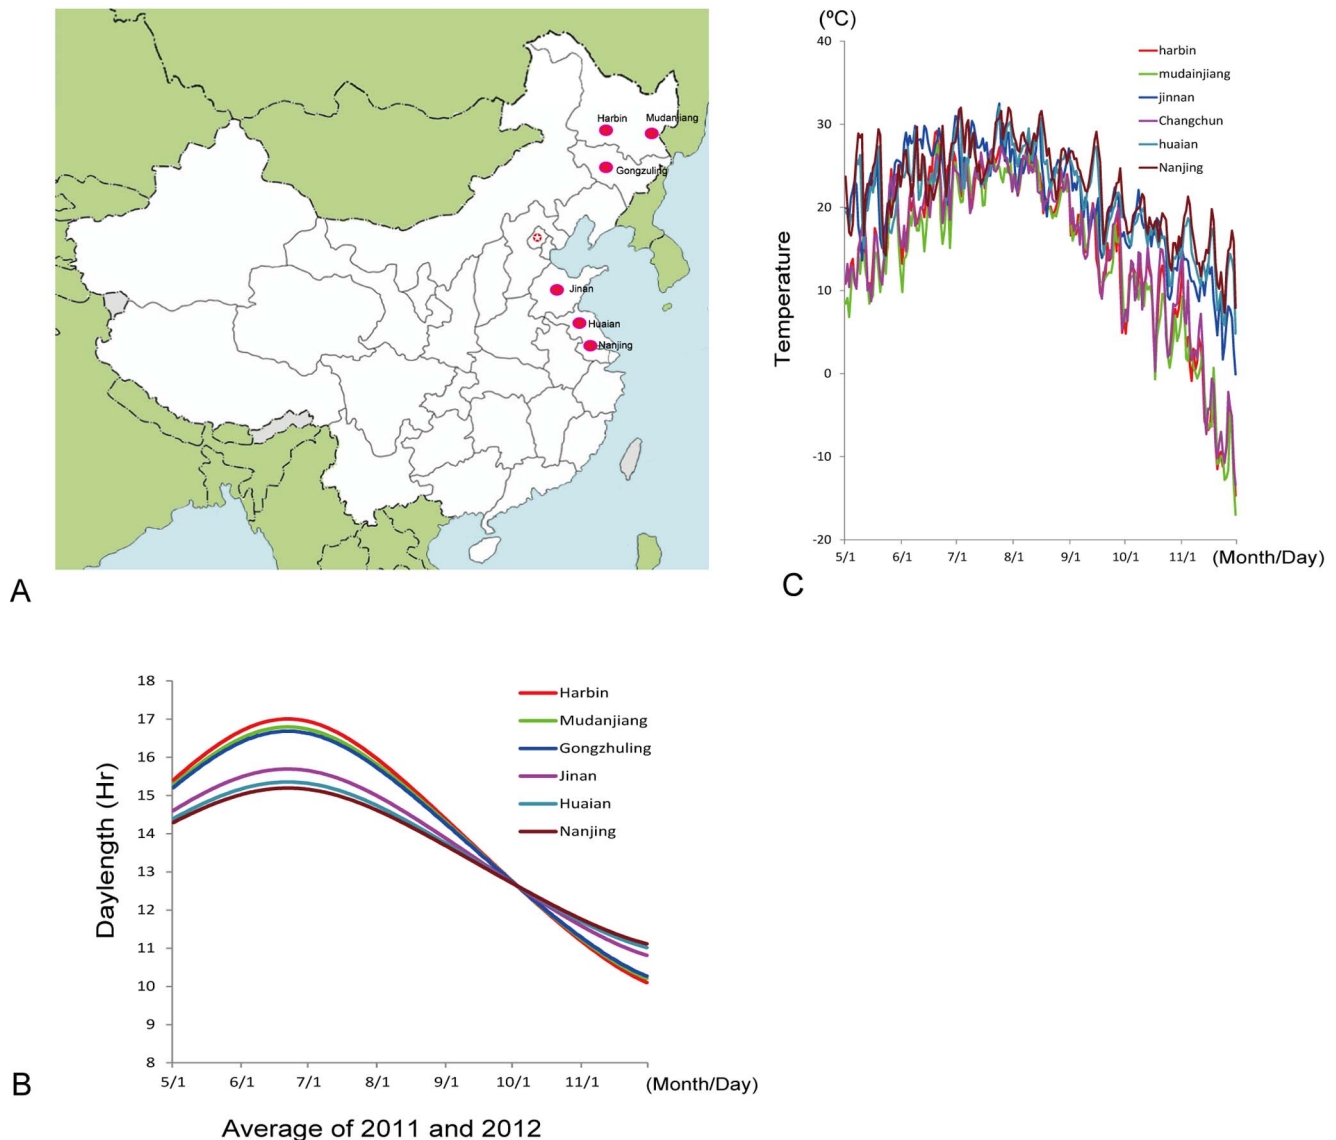 Harbin
Mudanjiang
Gongzuling
Jinan
Huaian
Nanjing
A
(ºC)
40
30
20
10
0
-10
-20
Temperature
harbin
mudainjiang
jinnan
Changchun
huaian
Nanjing
5/1 6/1 7/1 8/1 9/1 10/1 11/1 (Month/Day)
C
18
17
16
15
14
13
12
11
10
9
8
Daylength (Hr)
Harbin
Mudanjiang
Gongzhuling
Jinan
Huaian
Nanjing
5/1 6/1 7/1 8/1 9/1 10/1 11/1 (Month/Day)
B
Average of 2011 and 2012